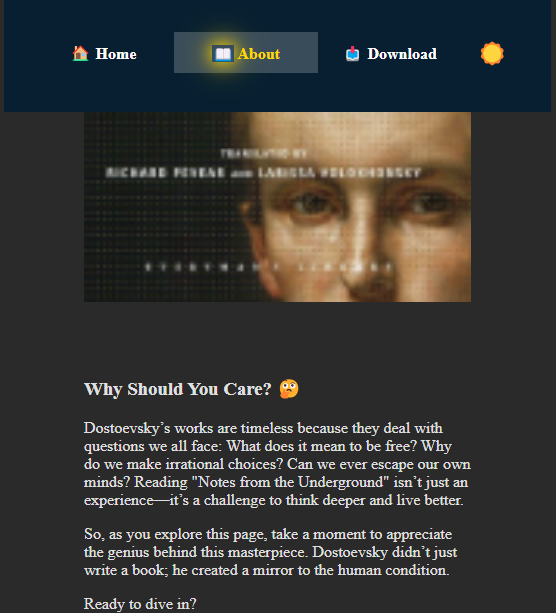 Home About Download
TRANSLATED BY
RICHARD PEVEAR AND LARISSA VOLOKHONSKY
EVERYMAN'S LIBRARY
Why Should You Care?
Dostoevsky’s works are timeless because they deal with
questions we all face: What does it mean to be free? Why
do we make irrational choices? Can we ever escape our own
minds? Reading "Notes from the Underground" isn’t just an
experience—it’s a challenge to think deeper and live better.
So, as you explore this page, take a moment to appreciate
the genius behind this masterpiece. Dostoevsky didn’t just
write a book; he created a mirror to the human condition.
Ready to dive in?